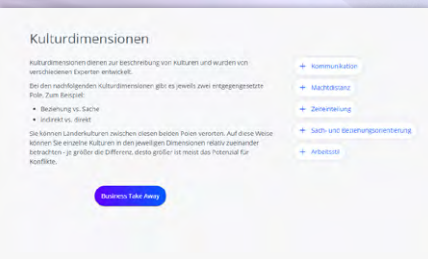 Kulturdimensionen
Kulturdimensionen dienen zur Beschreibung von Kulturen und wurden von
verschiedenen Experten entwickelt.
Bei den nachfolgenden Kulturdimensionen gibt es jeweils zwei entgegengesetzte
Pole. Zum Beispiel:
• Beziehung vs. Sache
• indirekt vs. direkt
Sie können Länderkulturen zwischen diesen beiden Polen verorten. Auf diese Weise
können Sie einzelne Kulturen in den jeweiligen Dimensionen relativ zueinander
betrachten - je größer die Differenz, desto größer ist meist das Potenzial für
Konflikte.
Business Take Away
+ Kommunikation
+ Machtdistanz
+ Zeiteinteilung
+ Sach- und Beziehungsorientierung
+ Arbeitsstil